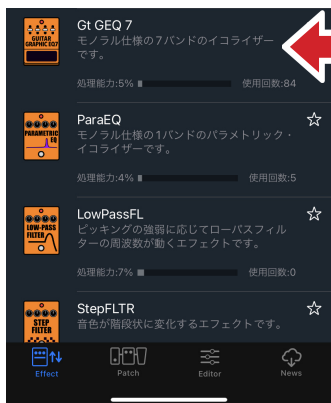 GUITAR
GRAPHIC EQ7
Gt GEQ 7
モノラル仕様の7バンドのイコライザー
です。
処理能力:5%
使用回数:84
PARAMETRIC
EQ
ParaEQ
モノラル仕様の1バンドのパラメトリック・
イコライザーです。
処理能力:4%
使用回数:5
LOW-PASS
FILTER
LowPassFL
ピッキングの強弱に応じてローパスフィル
ターの周波数が動くエフェクトです。
処理能力:7%
使用回数:0
STEP
FILTER
StepFLTR
音色が階段状に変化するエフェクトです。
Effect
Patch
Editor
News